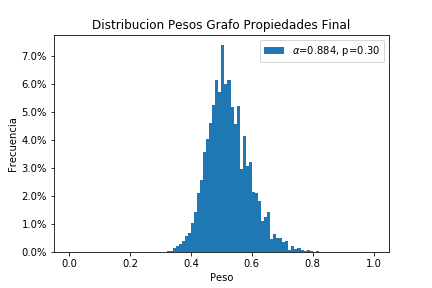 Distribucion Pesos Grafo Propiedades Final
α=0.884, p=0.30
7.0%
6.0%
5.0%
4.0%
3.0%
2.0%
1.0%
0.0%
Frecuencia
0.0 0.2 0.4 0.6 0.8 1.0
Peso